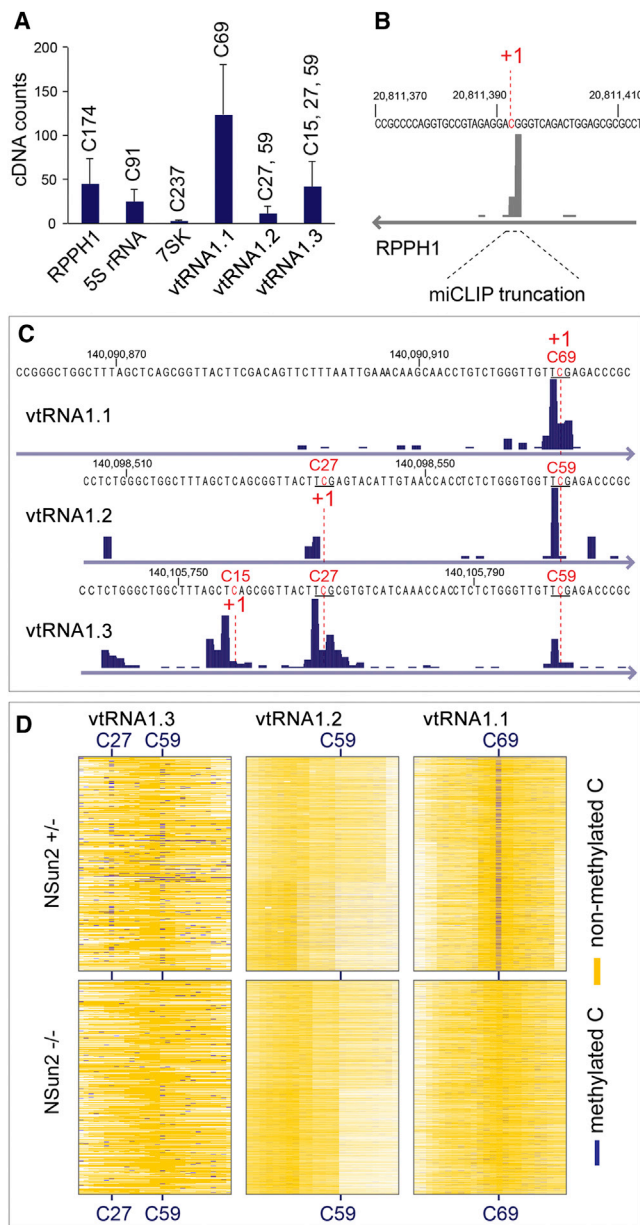 A
cDNA counts
200
150
100
50
0
C174
C91
C237
C69
C27, 59
C15, 27, 59
RPPH1
5S rRNA
7SK
vtRNA1.1
vtRNA1.2
vtRNA1.3
B
+1
20,811,370 20,811,390 20,811,410
CCGCCCCAGGTGCCGTAGAGGACGGGTCAGACTGGAGCGCGCCT
RPPH1
miCLIP truncation
C
+1
140,090,870 140,090,910 C69
CCGGGCTGGCTTTAGCTCAGCGGTTACTTCGACAGTTCTTTAATTGAAACAAGCAACCTGTCTGGGTTGTTCGAGACCCGC
vtRNA1.1
140,098,510 C27 140,098,550 C59
CCTCTGGGCTGGCTTTAGCTCAGCGGTTACTTCGAGTACATTGTAACCACCTCTCTGGGTGGTTCGAGACCCGC
vtRNA1.2
+1
140,105,750 C15 C27 140,105,790 C59
CCTCTGGGCTGGCTTTAGCTCAGCGGTTACTTCGCGTGTCATCAAACCACCTCTCTGGGTTGTTCGAGACCCGC
vtRNA1.3
+1
D
vtRNA1.3 vtRNA1.2 vtRNA1.1
C27 C59 C59 C69
NSun2 +/-
NSun2 -/-
C27 C59 C59 C69
methylated C
non-methylated C